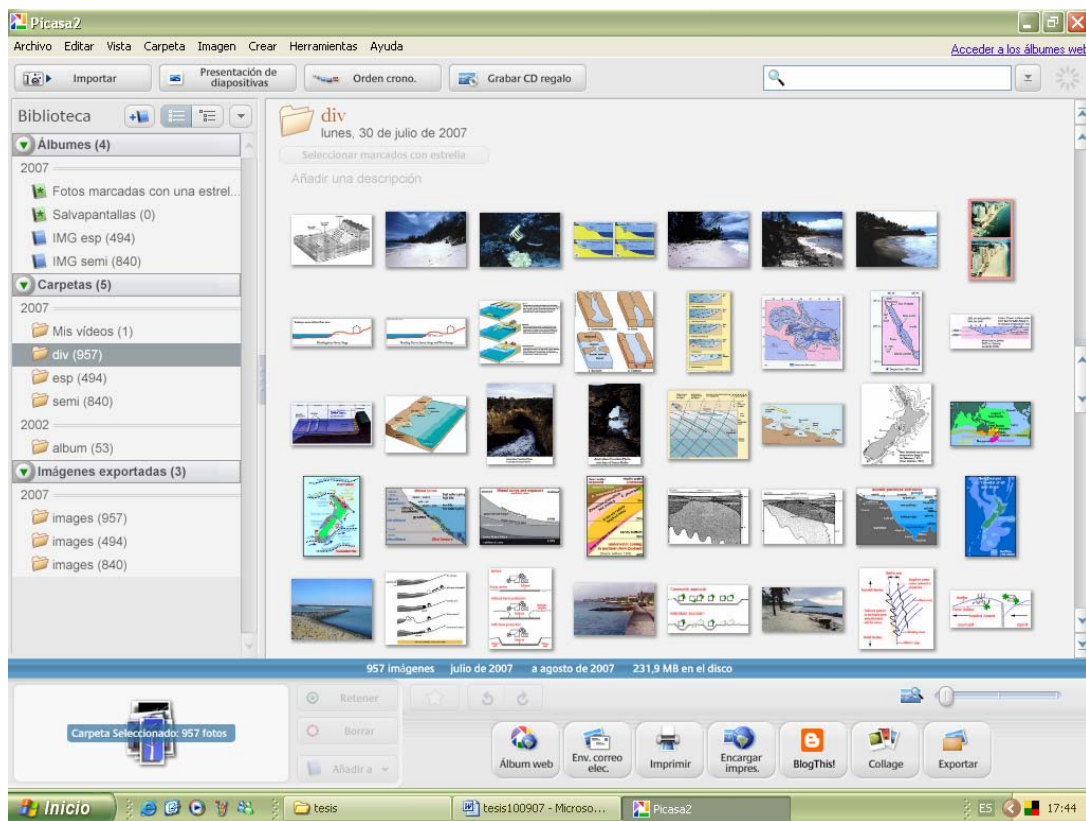 Picasa2
Archivo Editar Vista Carpeta Imagen Crear Herramientas Ayuda
Acceder a los álbumes web
Importar
Presentación de
diapositivas
Orden crono.
Grabar CD regalo
Biblioteca
Álbumes (4)
2007
Fotos marcadas con una estrel...
Salvapantallas (0)
IMG esp (494)
IMG semi (840)
Carpetas (5)
2007
Mis vídeos (1)
div (957)
esp (494)
semi (840)
2002
album (53)
Imágenes exportadas (3)
2007
images (957)
images (494)
images (840)
div
lunes, 30 de julio de 2007
Seleccionar marcados con estrella
Añadir una descripción
957 imágenes julio de 2007 a agosto de 2007 231,9 MB en el disco
Carpeta Seleccionado: 957 fotos
Retener
Borrar
Añadir a
Álbum web
Env. correo
elec.
Imprimir
Encargar
impres.
BlogThis!
Collage
Exportar
Inicio
tesis
tesis100907 - Microso...
Picasa2
ES
17:44